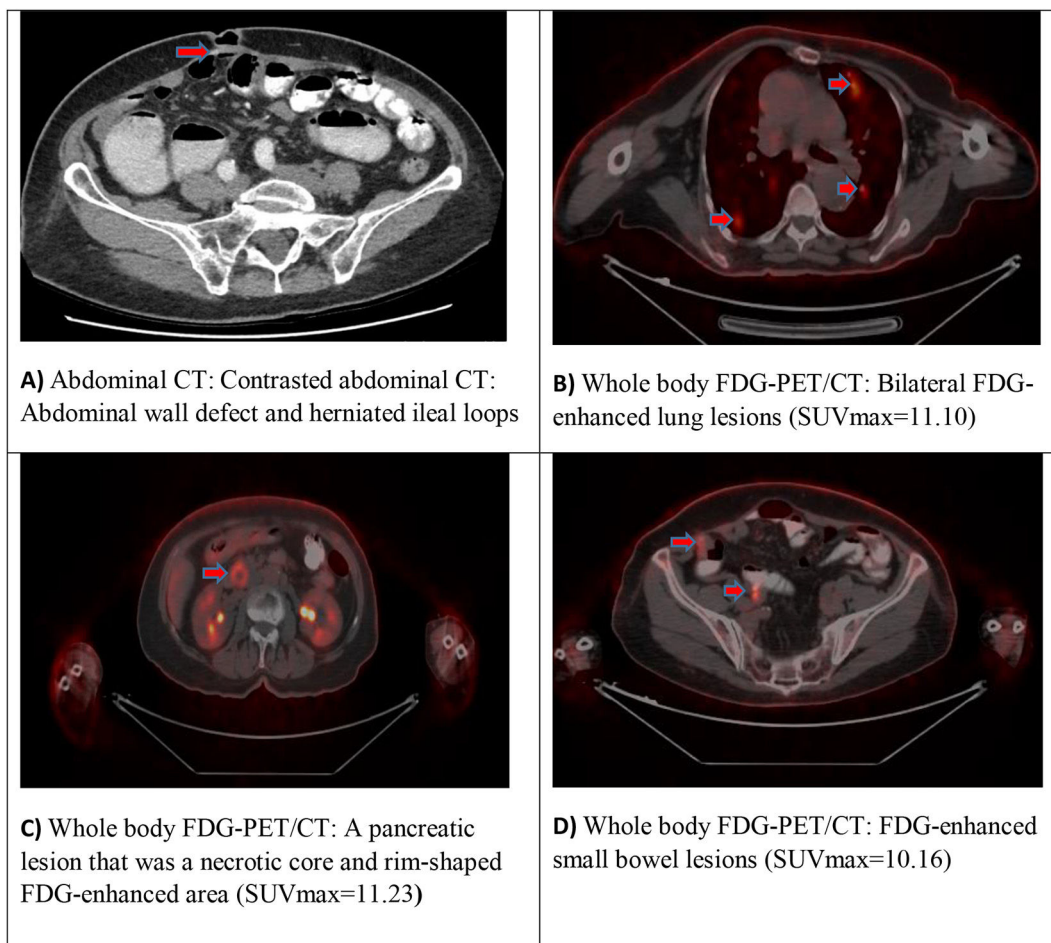 A) Abdominal CT: Contrasted abdominal CT:
Abdominal wall defect and herniated ileal loops
B) Whole body FDG-PET/CT: Bilateral FDG-
enhanced lung lesions (SUVmax=11.10)
C) Whole body FDG-PET/CT: A pancreatic
lesion that was a necrotic core and rim-shaped
FDG-enhanced area (SUVmax=11.23)
D) Whole body FDG-PET/CT: FDG-enhanced
small bowel lesions (SUVmax=10.16)